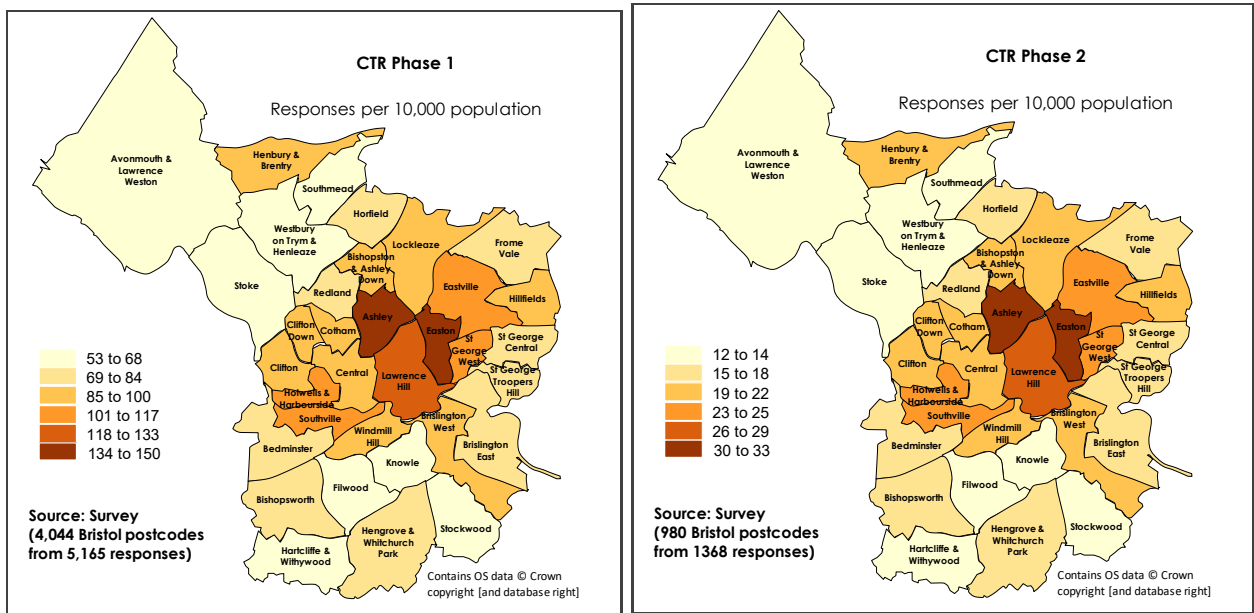 CTR Phase 1
Responses per 10,000 population
Avonmouth &
Lawrence
Weston
Henbury &
Brentry
Southmead
Horfield
Westbury
on Trym &
Henleaze
Lockleaze
Frome
Vale
Bishopston
& Ashley
Down
Stoke
Redland
Eastville
Hillfields
Ashley
Clifton
Down
Cotham
Easton
St
George
West
St George
Central
Clifton
Central
Lawrence
Hill
St George
Troopers
Hill
Hotwells &
Harbourside
Southville
Brislington
West
Windmill
Hill
Bedminster
Brislington
East
Knowle
Filwood
Bishopsworth
Stockwood
Hengrove &
Whitchurch
Park
Hartcliffe &
Withywood
53 to 68
69 to 84
85 to 100
101 to 117
118 to 133
134 to 150
Source: Survey
(4,044 Bristol postcodes
from 5,165 responses)
Contains OS data © Crown
copyright [and database right]
CTR Phase 2
Responses per 10,000 population
Avonmouth &
Lawrence
Weston
Henbury &
Brentry
Southmead
Horfield
Westbury
on Trym &
Henleaze
Lockleaze
Frome
Vale
Bishopston
& Ashley
Down
Stoke
Redland
Eastville
Hillfields
Ashley
Clifton
Down
Cotham
Easton
St
George
West
St George
Central
Clifton
Central
Lawrence
Hill
St George
Troopers
Hill
Hotwells &
Harbourside
Southville
Brislington
West
Windmill
Hill
Bedminster
Brislington
East
Knowle
Filwood
Bishopsworth
Stockwood
Hengrove &
Whitchurch
Park
Hartcliffe &
Withywood
12 to 14
15 to 18
19 to 22
23 to 25
26 to 29
30 to 33
Source: Survey
(980 Bristol postcodes
from 1368 responses)
Contains OS data © Crown
copyright [and database right]